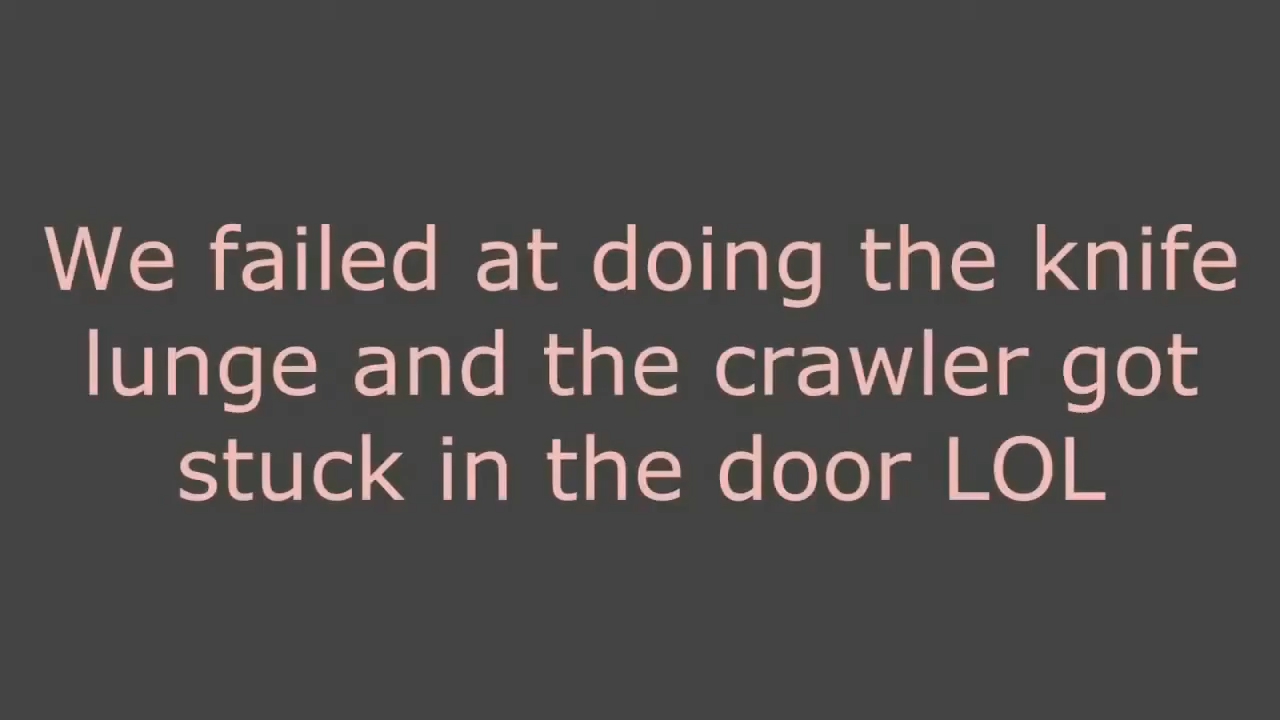 We failed at doing the knife
lunge and the crawler got
stuck in the door LOL